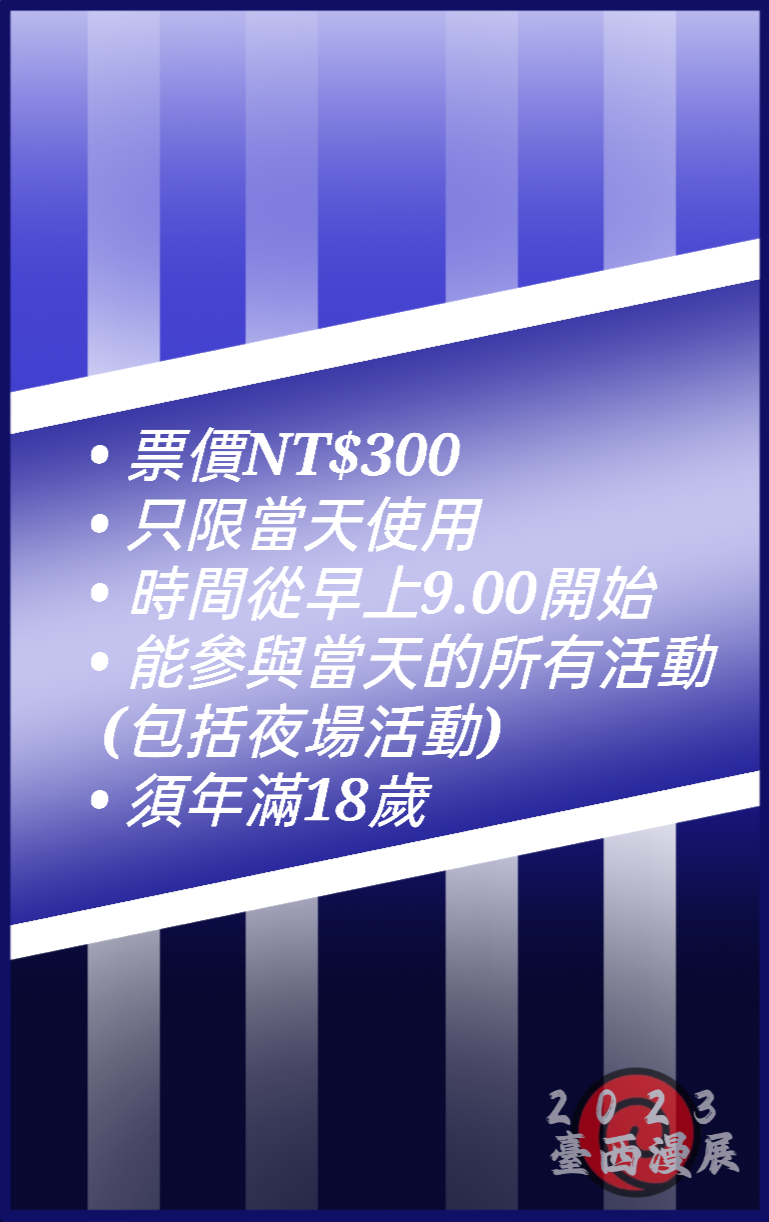 • 票價NT$300
• 只限當天使用
• 時間從早上9.00開始
• 能參與當天的所有活動
(包括夜場活動)
• 須年滿18歲
2023
臺西漫展